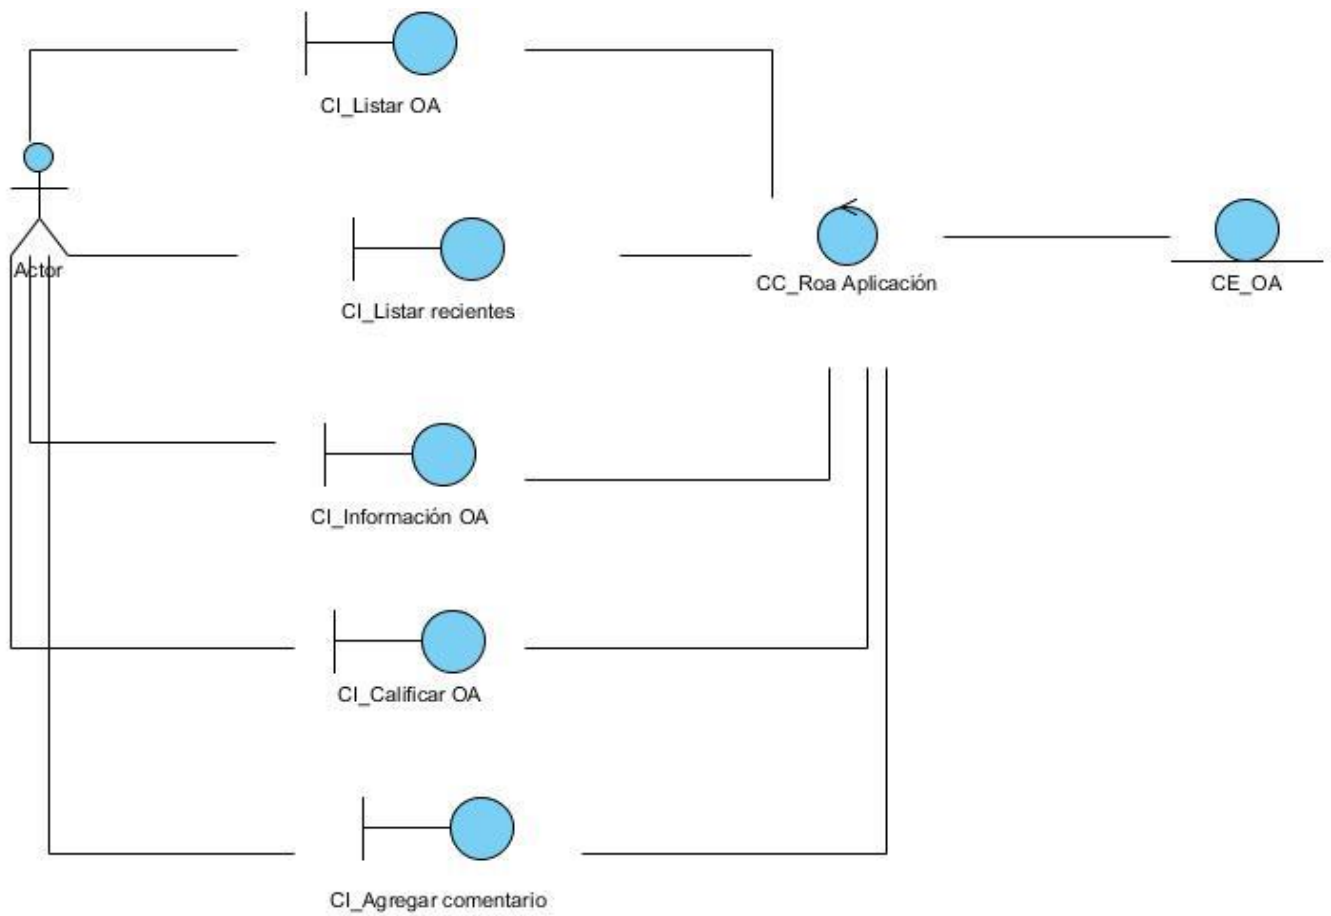 CI_Listar OA
Actor
CI_Listar recientes
CC_Roa Aplicación
CE_OA
CI_Información OA
CI_Calificar OA
CI_Agregar comentario